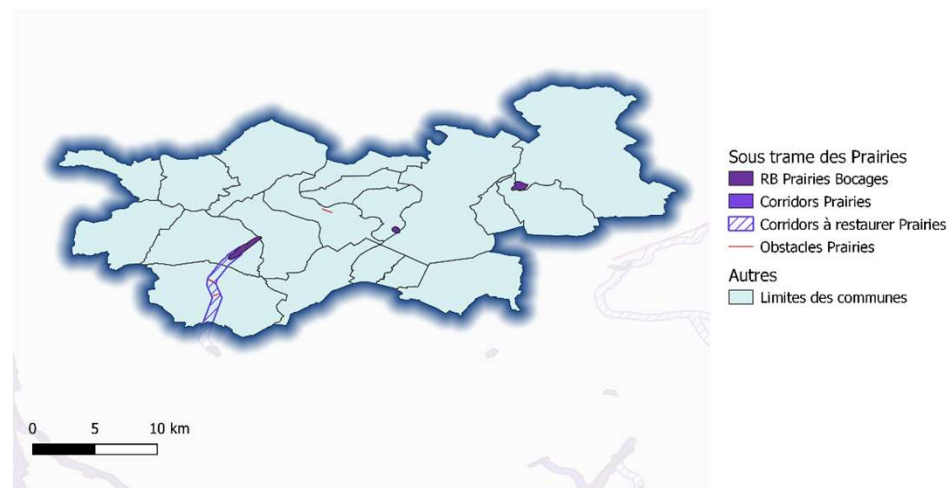 Sous trame des Prairies
RB Prairies Bocages
Corridors Prairies
Corridors à restaurer Prairies
Obstacles Prairies
Autres
Limites des communes
0 5 10 km